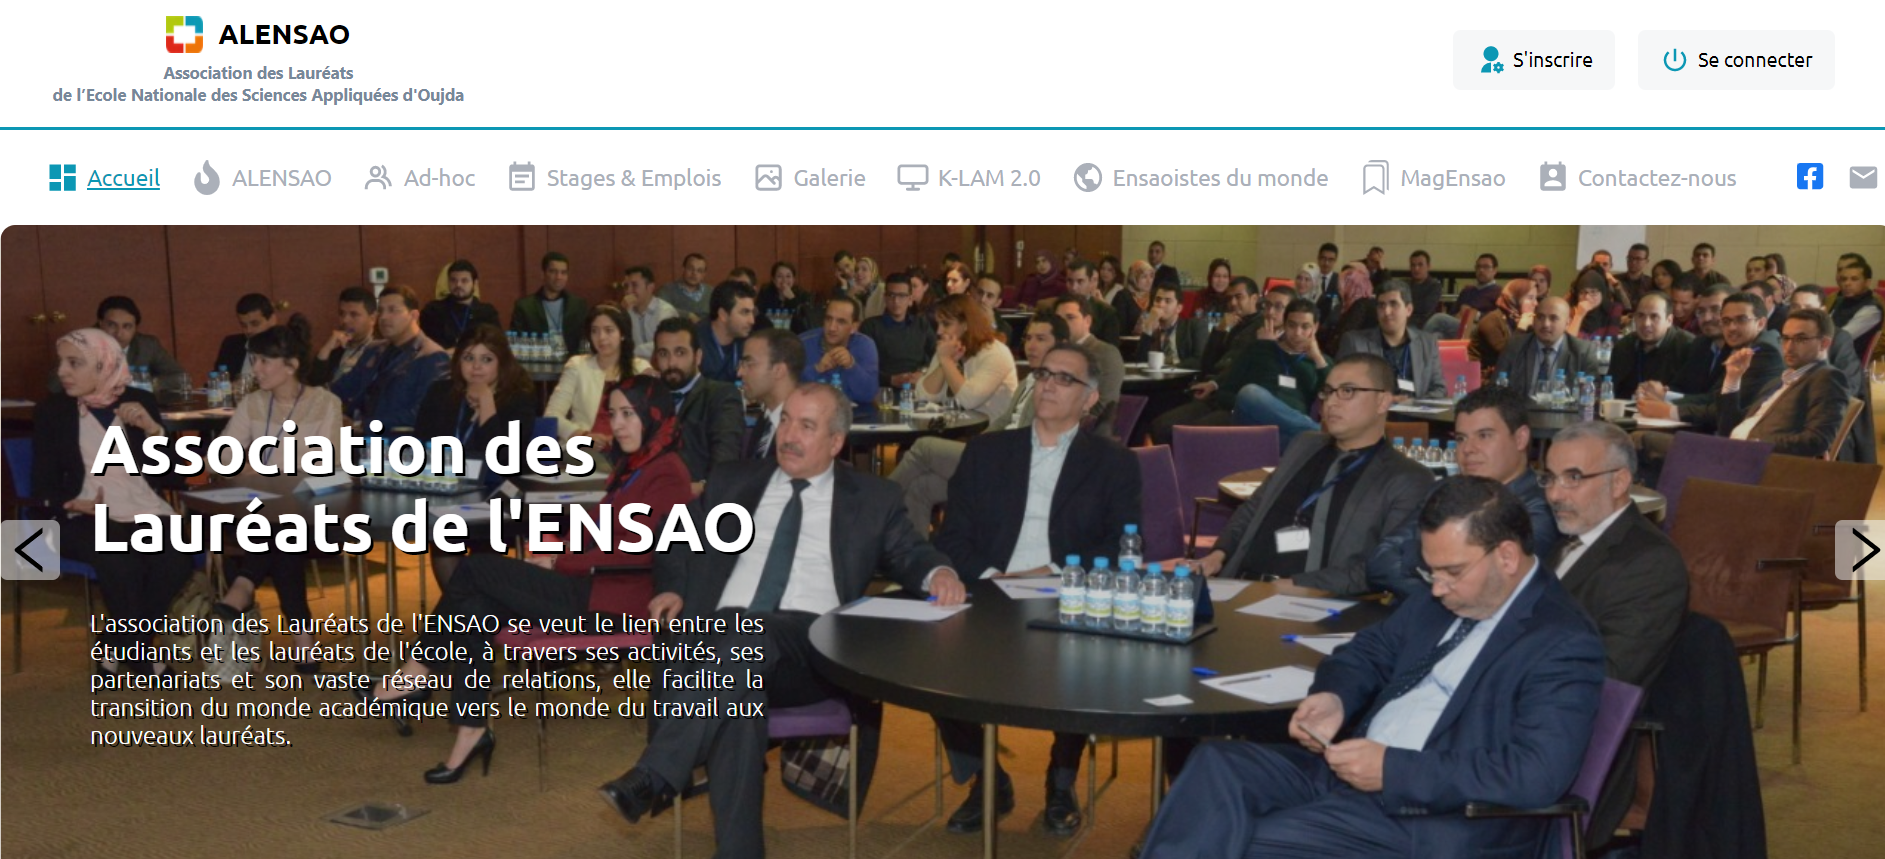 ALENSAO
Association des Lauréats
de l’Ecole Nationale des Sciences Appliquées d'Oujda
S'inscrire
Se connecter
Accueil
ALENSAO
Ad-hoc
Stages & Emplois
Galerie
K-LAM 2.0
Ensaoistes du monde
MagEnsao
Contactez-nous
Association des
Lauréats de l'ENSAO
L'association des Lauréats de l'ENSAO se veut le lien entre les
étudiants et les lauréats de l'école, à travers ses activités, ses
partenariats et son vaste réseau de relations, elle facilite la
transition du monde académique vers le monde du travail aux
nouveaux lauréats.